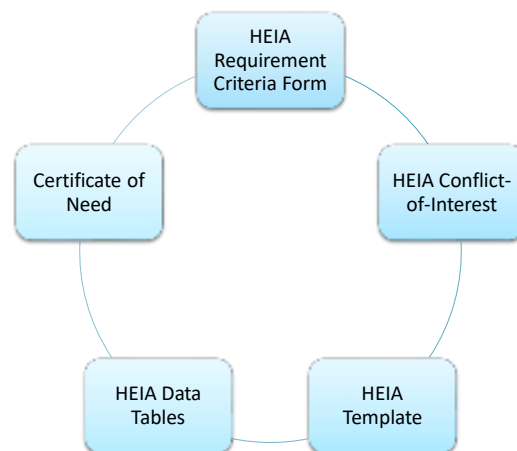 HEIA
Requirement
Criteria Form
HEIA Conflict-
of-Interest
HEIA
Template
HEIA Data
Tables
Certificate of
Need